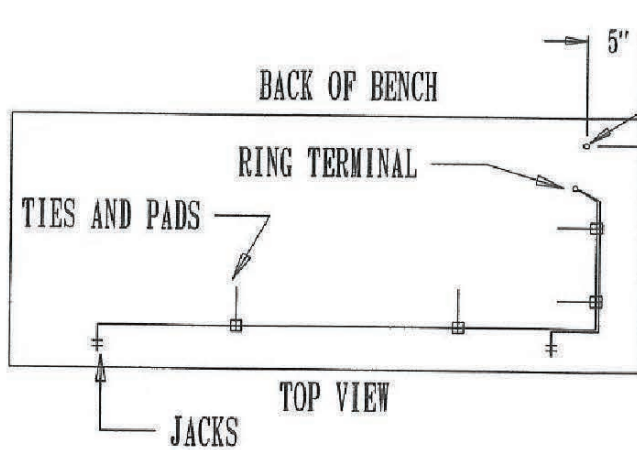 5"
BACK OF BENCH
RING TERMINAL
TIES AND PADS
TOP VIEW
JACKS